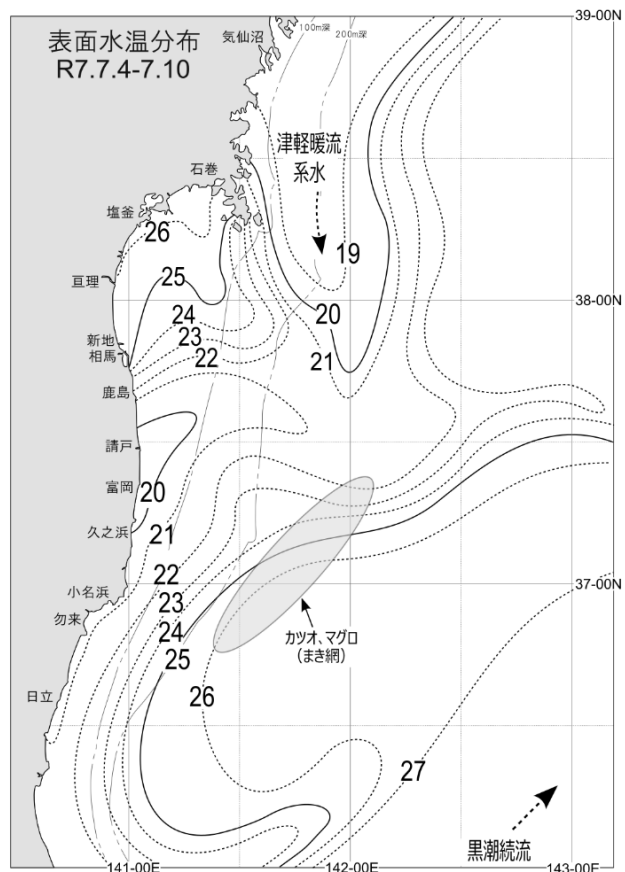 表面水温分布
R7.7.4-7.10
39-00N
気仙沼
100m深
200m深
津軽暖流
系水
石巻
塩釜
26
19
亘理
25
38-00N
24
20
新地
23
相馬
22
21
鹿島
請戸
富岡
20
久之浜
21
22
37-00N
小名浜
23
勿来
24
カツオ、マグロ
(まき網)
25
日立
26
27
黒潮続流
141-00E
142-00E
143-00E